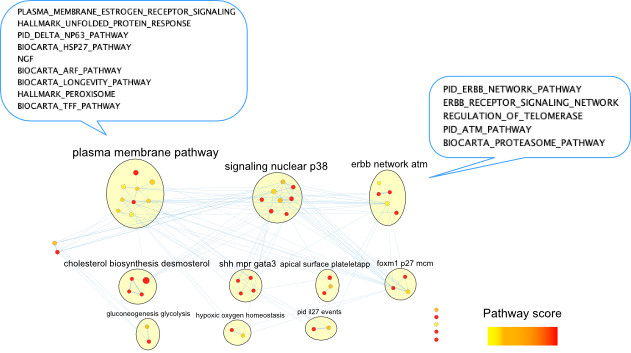 PLASMA_MEMBRANE_ESTROGEN_RECEPTOR_SIGNALING
HALLMARK_UNFOLDED_PROTEIN_RESPONSE
PID_DELTA_NP63_PATHWAY
BIOCARTA_HSP27_PATHWAY
NGF
BIOCARTA_ARF_PATHWAY
BIOCARTA_LONGEVITY_PATHWAY
HALLMARK_PEROXISOME
BIOCARTA_TFF_PATHWAY
PID_ERBB_NETWORK_PATHWAY
ERBB_RECEPTOR_SIGNALING_NETWORK
REGULATION_OF_TELOMERASE
PID_ATM_PATHWAY
BIOCARTA_PROTEASOME_PATHWAY
plasma membrane pathway
signaling nuclear p38
erbb network atm
cholesterol biosynthesis desmosterol
shh mpr gata3
apical surface plateletapp
foxm1 p27 mcm
gluconeogenesis glycolysis
hypoxic oxygen homeostasis
pid il27 events
Pathway score